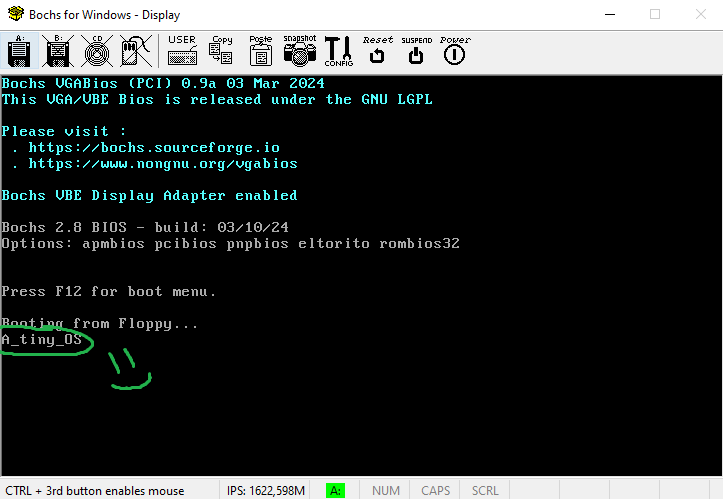 Bochs for Windows - Display
A: B: CD USER Copy Paste snapshot CONFIG Reset SUSPEND Power
Bochs VGABios (PCI) 0.9a 03 Mar 2024
This VGA/VBE Bios is released under the GNU LGPL
Please visit :
. https://bochs.sourceforge.io
. https://www.nongnu.org/vgabios
Bochs VBE Display Adapter enabled
Bochs 2.8 BIOS - build: 03/10/24
Options: apmbios pcibios pnpbios eltorito rombios32
Press F12 for boot menu.
Booting from Floppy...
A_tiny_OS
CTRL + 3rd button enables mouse IPS: 1622,598M A: NUM CAPS SCRL